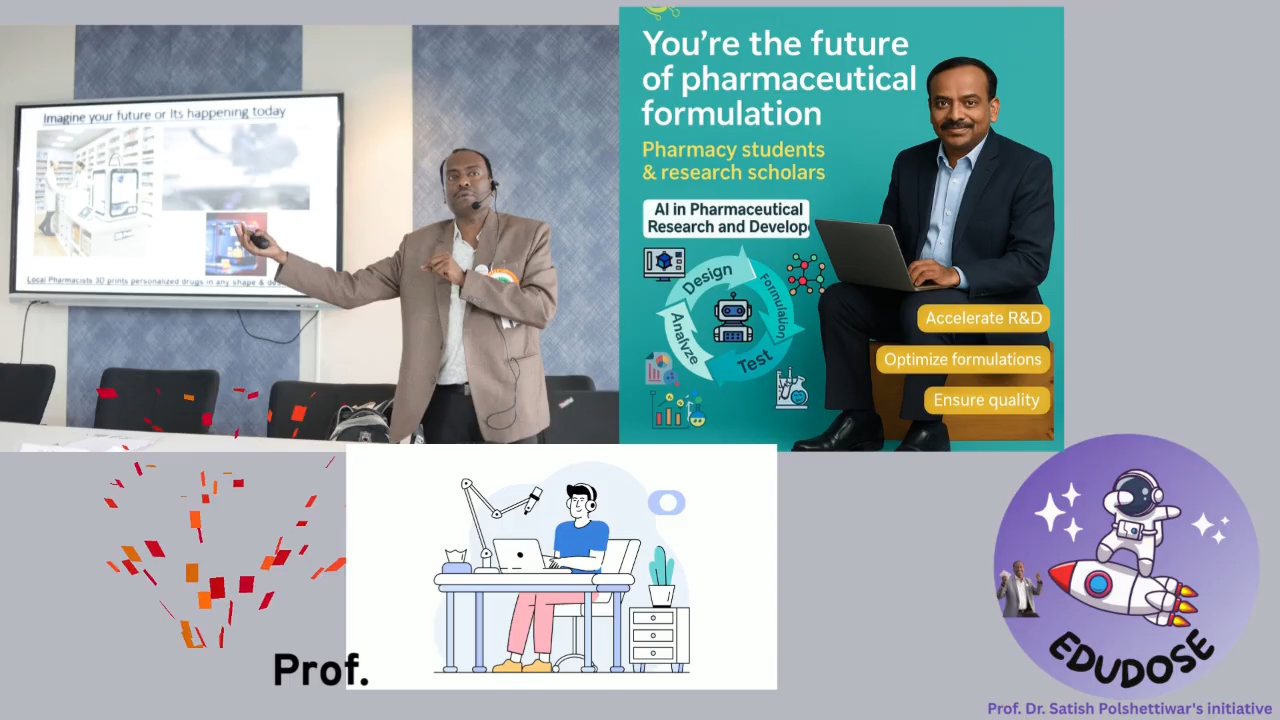 Imagine your future or Its happening today
Local Pharmacists 3D prints personalized drugs in any shape &
You're the future
of pharmaceutical
formulation
Pharmacy students
& research scholars
AI in Pharmaceutical
Research and Develop
Design
Formulation
Test
Analyze
Accelerate R&D
Optimize formulations
Ensure quality
Prof.
EDUDOSE
Prof. Dr. Satish Polshettiwar's initiative